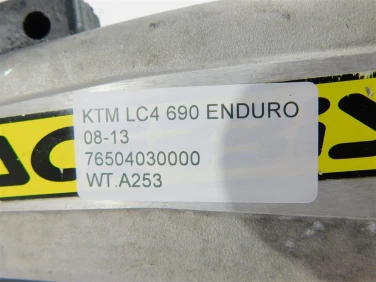 KTM LC4 690 ENDURO
08-13
76504030000
WT.A253